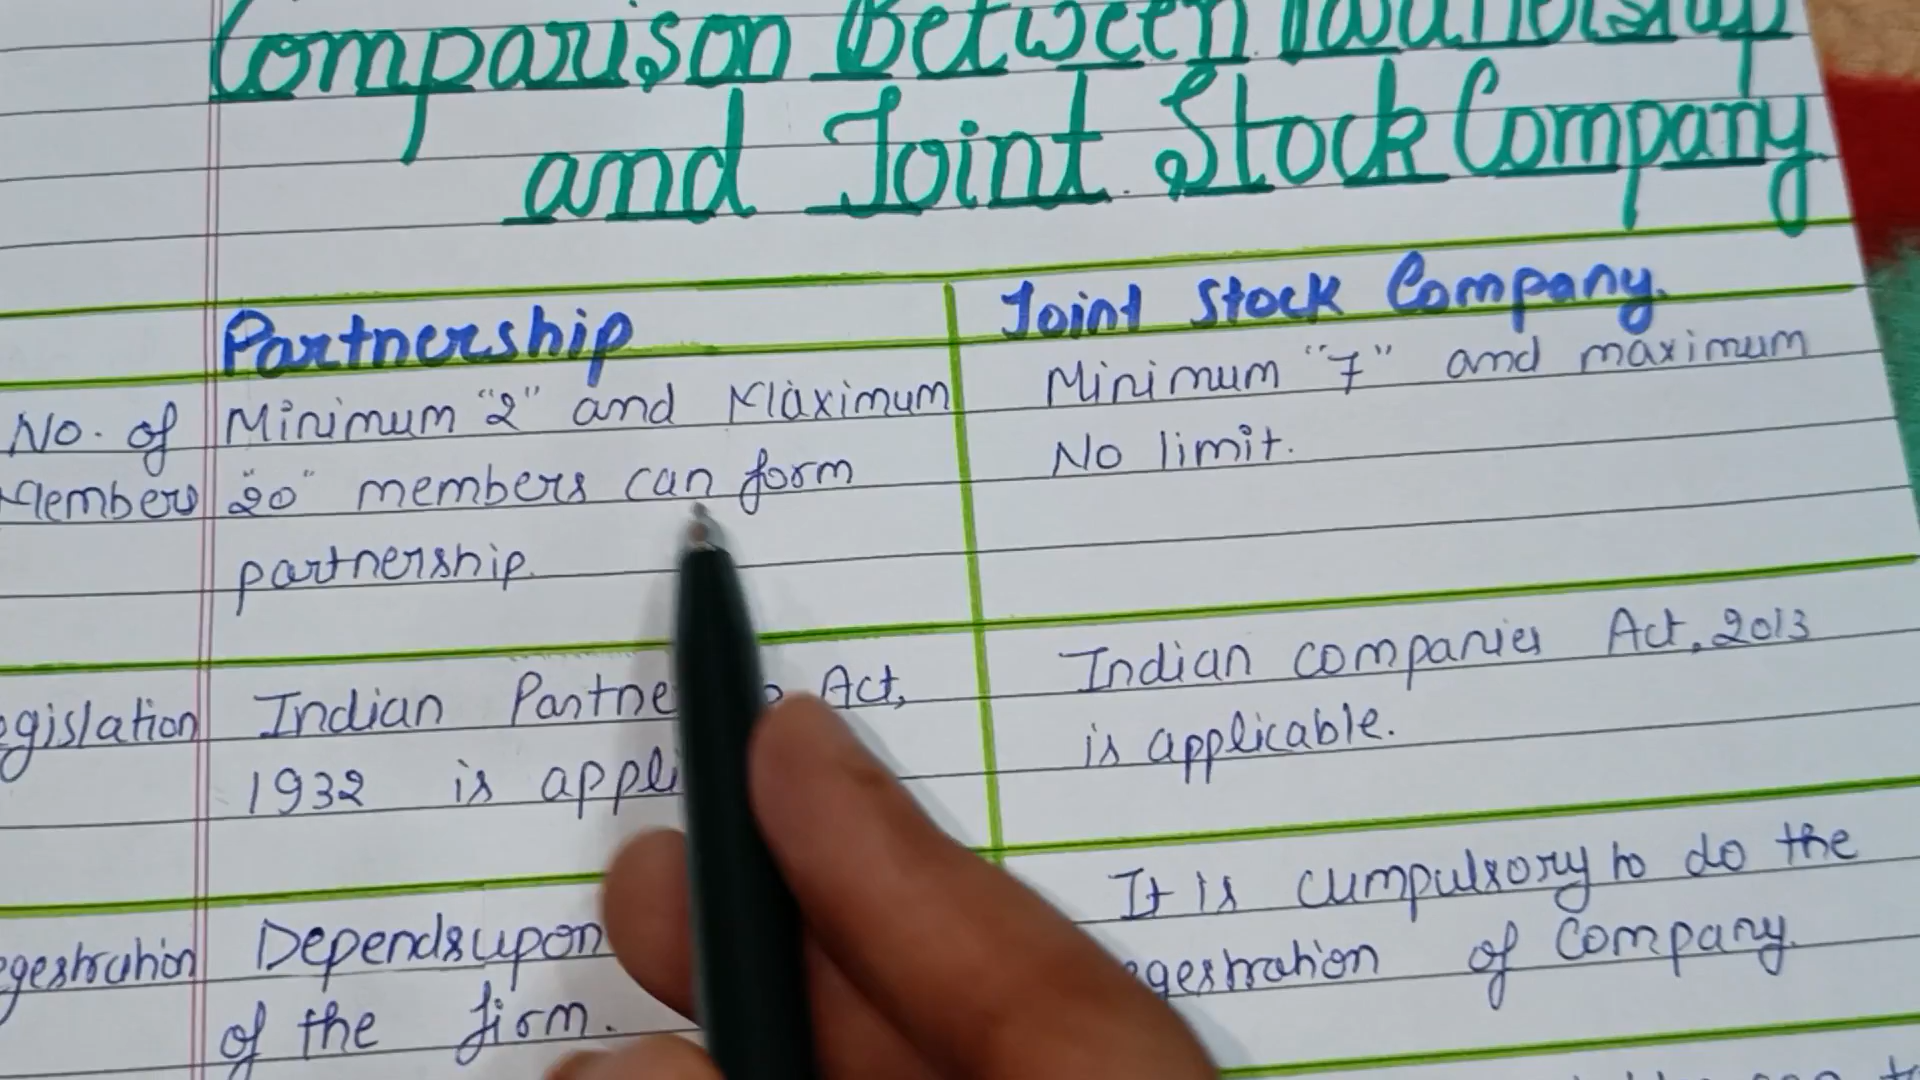 Comparison Between Partnership
and Joint Stock Company
Partnership
Joint Stock Company.
No. of
Members
Minimum "2" and Maximum
"20" members can form
partnership.
Minimum "7" and maximum
No limit.
Indian Act,
1932 is
Indian companies Act, 2013
is applicable.
Depends upon
of the firm.
It is cumpulsory to do the
of Company.